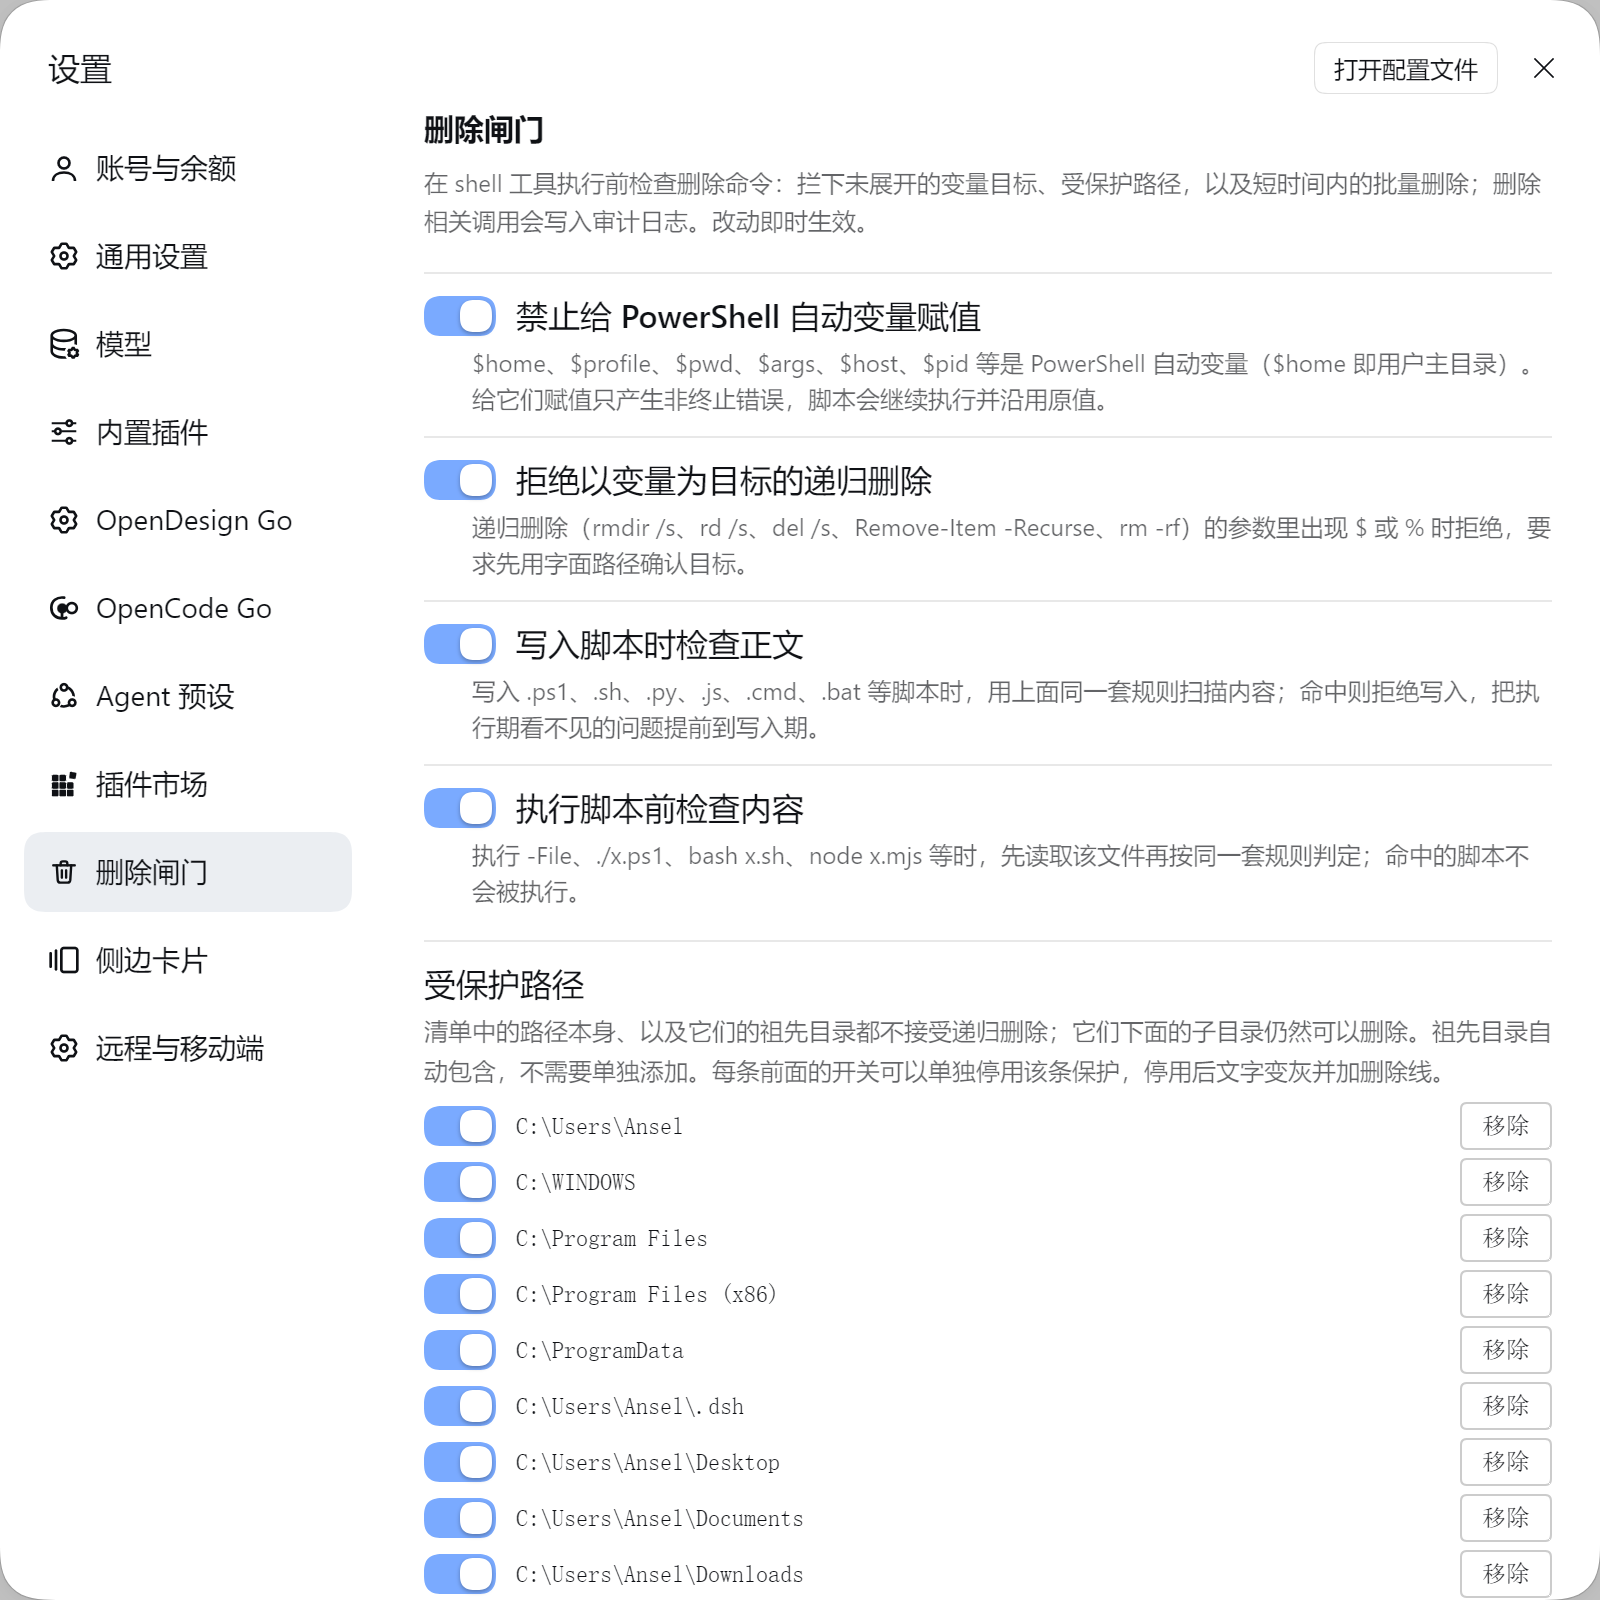 设置
打开配置文件
账号与余额
通用设置
模型
内置插件
OpenDesign Go
OpenCode Go
Agent 预设
插件市场
删除闸门
侧边卡片
远程与移动端
删除闸门
在 shell 工具执行前检查删除命令：拦下未展开的变量目标、受保护路径，以及短时间内的批量删除；删除
相关调用会写入审计日志。改动即时生效。
禁止给 PowerShell 自动变量赋值
$home、$profile、$pwd、$args、$host、$pid 等是 PowerShell 自动变量（$home 即用户主目录）。
给它们赋值只产生非终止错误，脚本会继续执行并沿用原值。
拒绝以变量为目标的递归删除
递归删除（rmdir /s、rd /s、del /s、Remove-Item -Recurse、rm -rf）的参数里出现 $ 或 % 时拒绝，要
求先用字面路径确认目标。
写入脚本时检查正文
写入 .ps1、.sh、.py、.js、.cmd、.bat 等脚本时，用上面同一套规则扫描内容；命中则拒绝写入，把执
行期看不见的问题提前到写入期。
执行脚本前检查内容
执行 -File、./x.ps1、bash x.sh、node x.mjs 等时，先读取该文件再按同一套规则判定；命中的脚本不
会被执行。
受保护路径
清单中的路径本身、以及它们的祖先目录都不接受递归删除；它们下面的子目录仍然可以删除。祖先目录自
动包含，不需要单独添加。每条前面的开关可以单独停用该条保护，停用后文字变灰并加删除线。
C:\Users\Ansel 移除
C:\WINDOWS 移除
C:\Program Files 移除
C:\Program Files (x86) 移除
C:\ProgramData 移除
C:\Users\Ansel\.dsh 移除
C:\Users\Ansel\Desktop 移除
C:\Users\Ansel\Documents 移除
C:\Users\Ansel\Downloads 移除